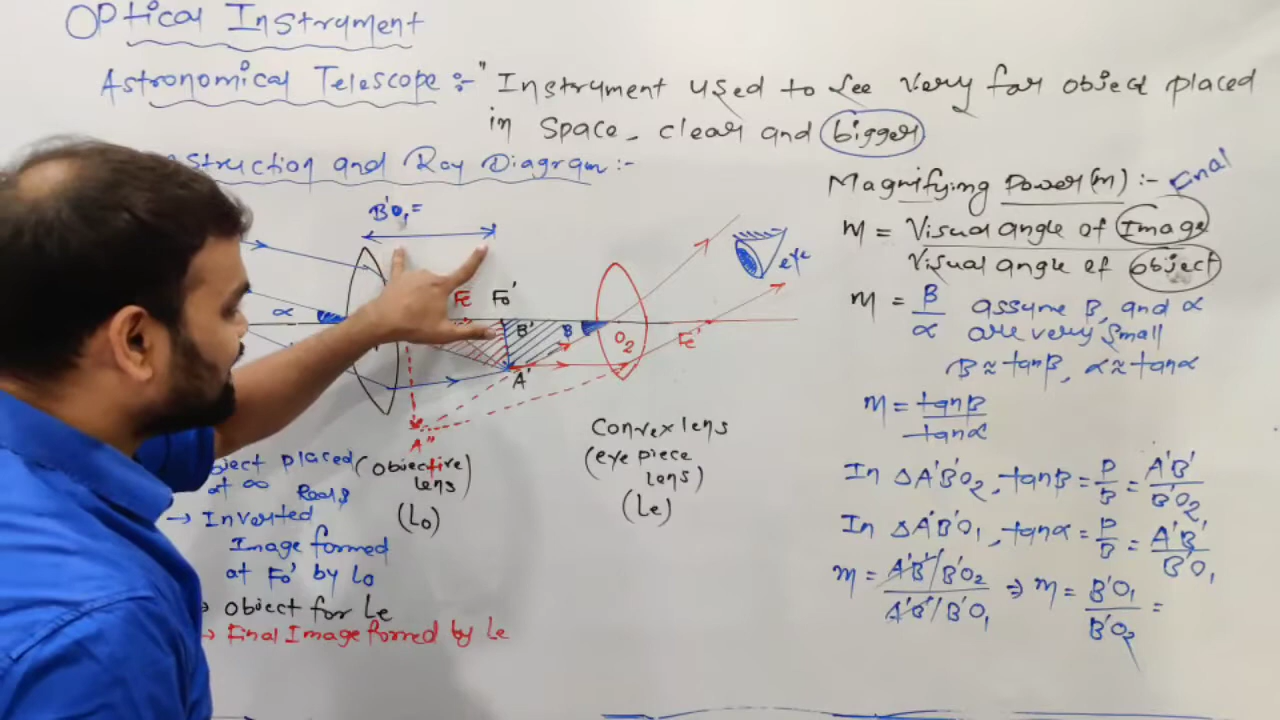 Optical Instrument
Astronomical Telescope :- "Instrument used to see very far object placed
in space, clear and bigger
struction and Ray Diagram :-
B'O₁ =
α
Fe
Fo'
B'
β
A'
A"
O₂
Fe'
eye
object placed
at ∞
Real &
→ Inverted
Image formed
at Fo' by Lo
→ object for Le
→ Final Image formed by Le
(objective
lens)
(Lo)
Convex lens
(eye piece
lens)
(Le)
Magnifying Power (m) :- Final
m = Visual angle of Image
Visual angle of object
m = β/α assume β and α
are very small
β ≈ tanβ, α ≈ tanα
m = tanβ/tanα
In ΔA'B'O₂, tanβ = P/B = A'B'/B'O₂
In ΔA'B'O₁, tanα = P/B = A'B'/B'O₁
m = A'B'/B'O₂ / A'B'/B'O₁ ⇒ m = B'O₁/B'O₂ =